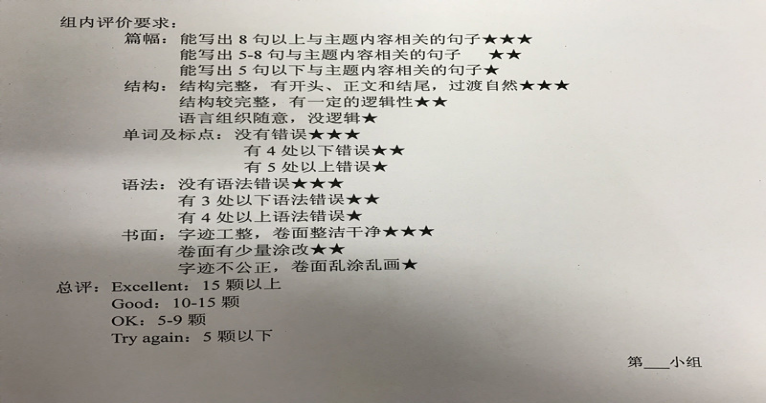 组内评价要求：
篇幅：能写出 8 句以上与主题内容相关的句子★★★
能写出 5-8 句与主题内容相关的句子 ★★
能写出 5 句以下与主题内容相关的句子★
结构：结构完整，有开头、正文和结尾，过渡自然★★★
结构较完整，有一定的逻辑性★★
语言组织随意，没逻辑★
单词及标点：没有错误★★★
有 4 处以下错误★★
有 5 处以上错误★
语法：没有语法错误★★★
有 3 处以下语法错误★★
有 4 处以上语法错误★
书面：字迹工整，卷面整洁干净★★★
卷面有少量涂改★★
字迹不公正，卷面乱涂乱画★
总评：Excellent：15 颗以上
Good：10-15 颗
OK：5-9 颗
Try again：5 颗以下
第___小组